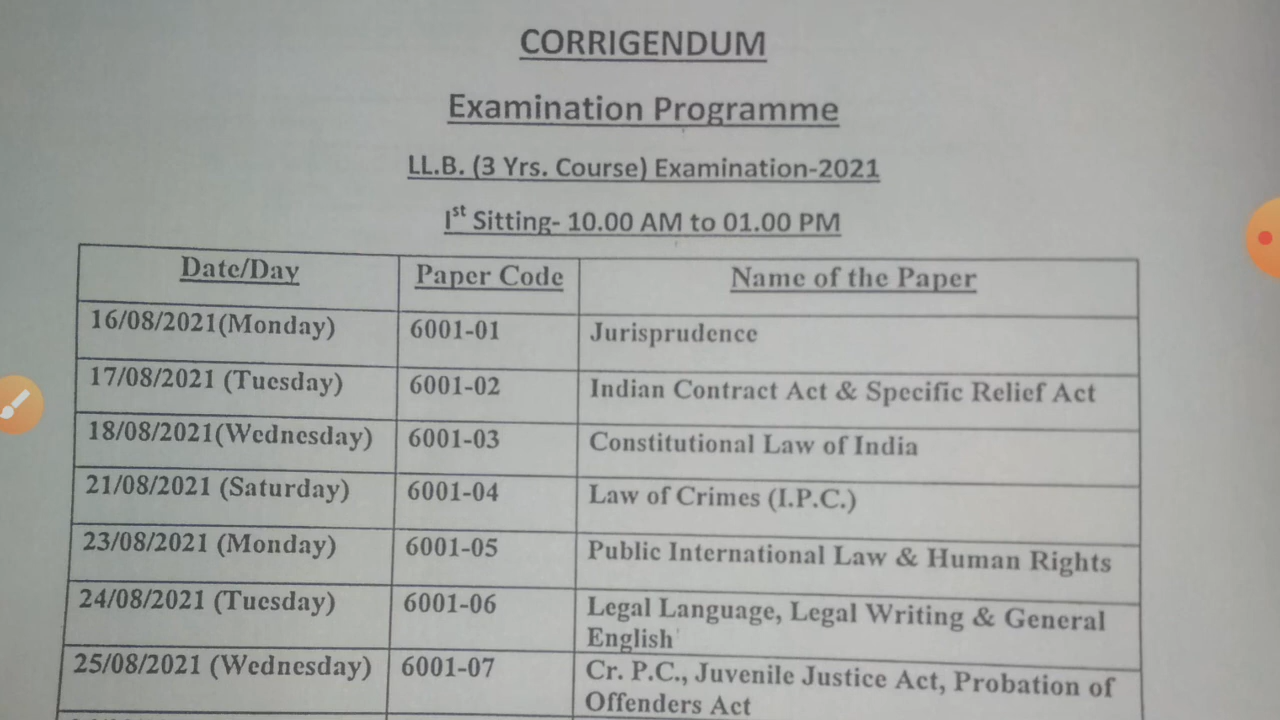 CORRIGENDUM
Examination Programme
LL.B. (3 Yrs. Course) Examination-2021
Ist Sitting- 10.00 AM to 01.00 PM
Date/Day Paper Code Name of the Paper
16/08/2021(Monday) 6001-01 Jurisprudence
17/08/2021 (Tuesday) 6001-02 Indian Contract Act & Specific Relief Act
18/08/2021(Wednesday) 6001-03 Constitutional Law of India
21/08/2021 (Saturday) 6001-04 Law of Crimes (I.P.C.)
23/08/2021 (Monday) 6001-05 Public International Law & Human Rights
24/08/2021 (Tuesday) 6001-06 Legal Language, Legal Writing & General
English
25/08/2021 (Wednesday) 6001-07 Cr. P.C., Juvenile Justice Act, Probation of
Offenders Act